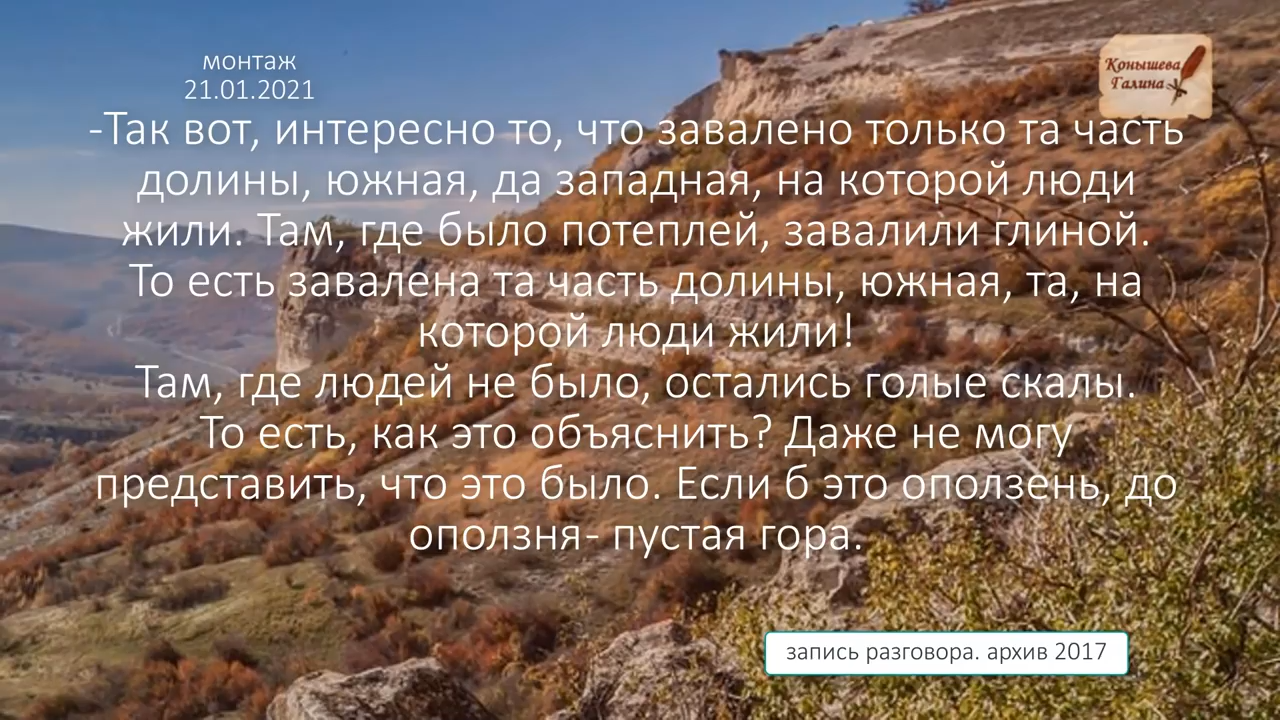 монтаж
21.01.2021
Конышева
Галина
-Так вот, интересно то, что завалено только та часть
долины, южная, да западная, на которой люди
жили. Там, где было потеплей, завалили глиной.
То есть завалена та часть долины, южная, та, на
которой люди жили!
Там, где людей не было, остались голые скалы.
То есть, как это объяснить? Даже не могу
представить, что это было. Если б это оползень, до
оползня- пустая гора.
запись разговора. архив 2017